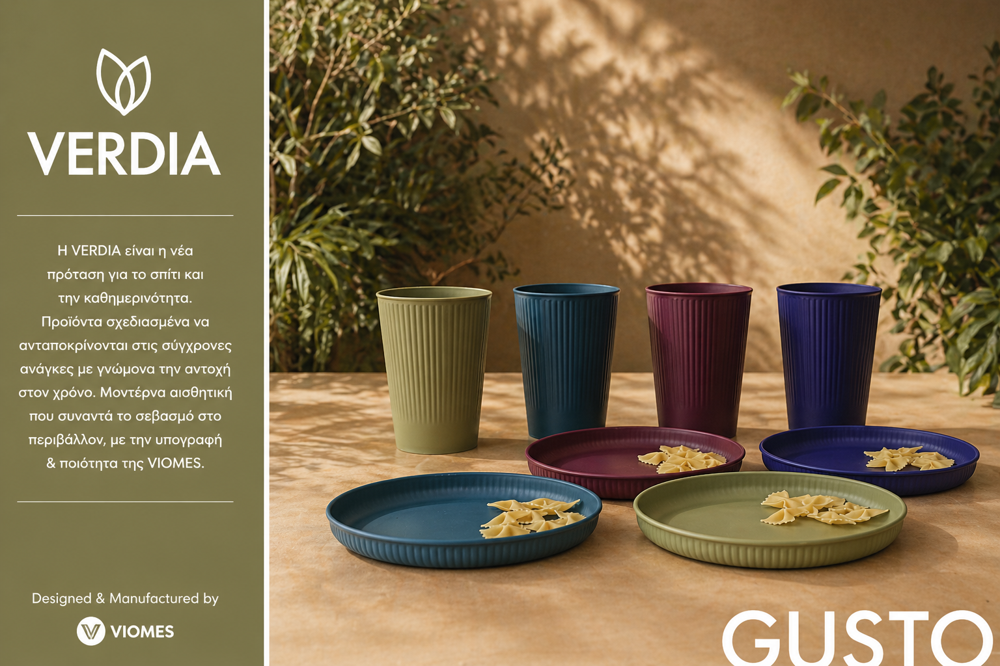 VERDIA
Η VERDIA είναι η νέα
πρόταση για το σπίτι και
την καθημερινότητα.
Προϊόντα σχεδιασμένα να
ανταποκρίνονται στις σύγχρονες
ανάγκες με γνώμονα την αντοχή
στον χρόνο. Μοντέρνα αισθητική
που συναντά το σεβασμό στο
περιβάλλον, με την υπογραφή
& ποιότητα της VIOMES.
Designed & Manufactured by
VIOMES
GUSTO